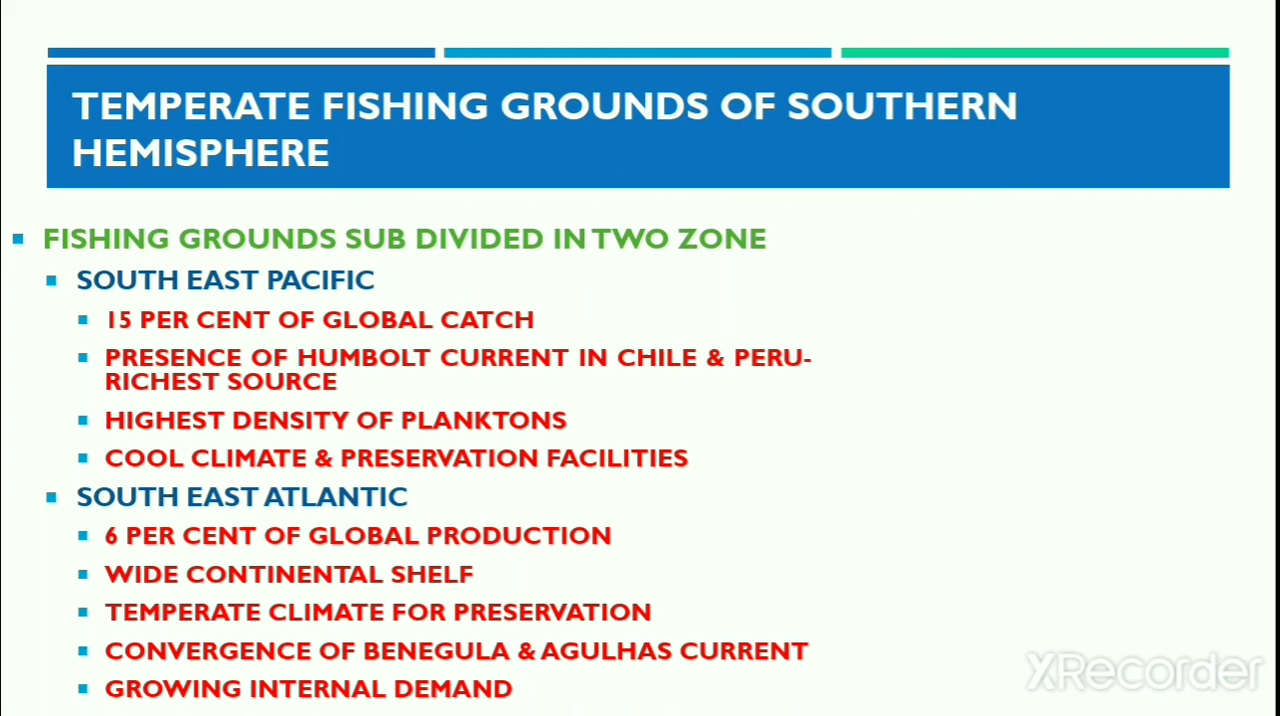 TEMPERATE FISHING GROUNDS OF SOUTHERN
HEMISPHERE
FISHING GROUNDS SUB DIVIDED IN TWO ZONE
SOUTH EAST PACIFIC
15 PER CENT OF GLOBAL CATCH
PRESENCE OF HUMBOLT CURRENT IN CHILE & PERU-
RICHEST SOURCE
HIGHEST DENSITY OF PLANKTONS
COOL CLIMATE & PRESERVATION FACILITIES
SOUTH EAST ATLANTIC
6 PER CENT OF GLOBAL PRODUCTION
WIDE CONTINENTAL SHELF
TEMPERATE CLIMATE FOR PRESERVATION
CONVERGENCE OF BENEGULA & AGULHAS CURRENT
GROWING INTERNAL DEMAND
XRecorder